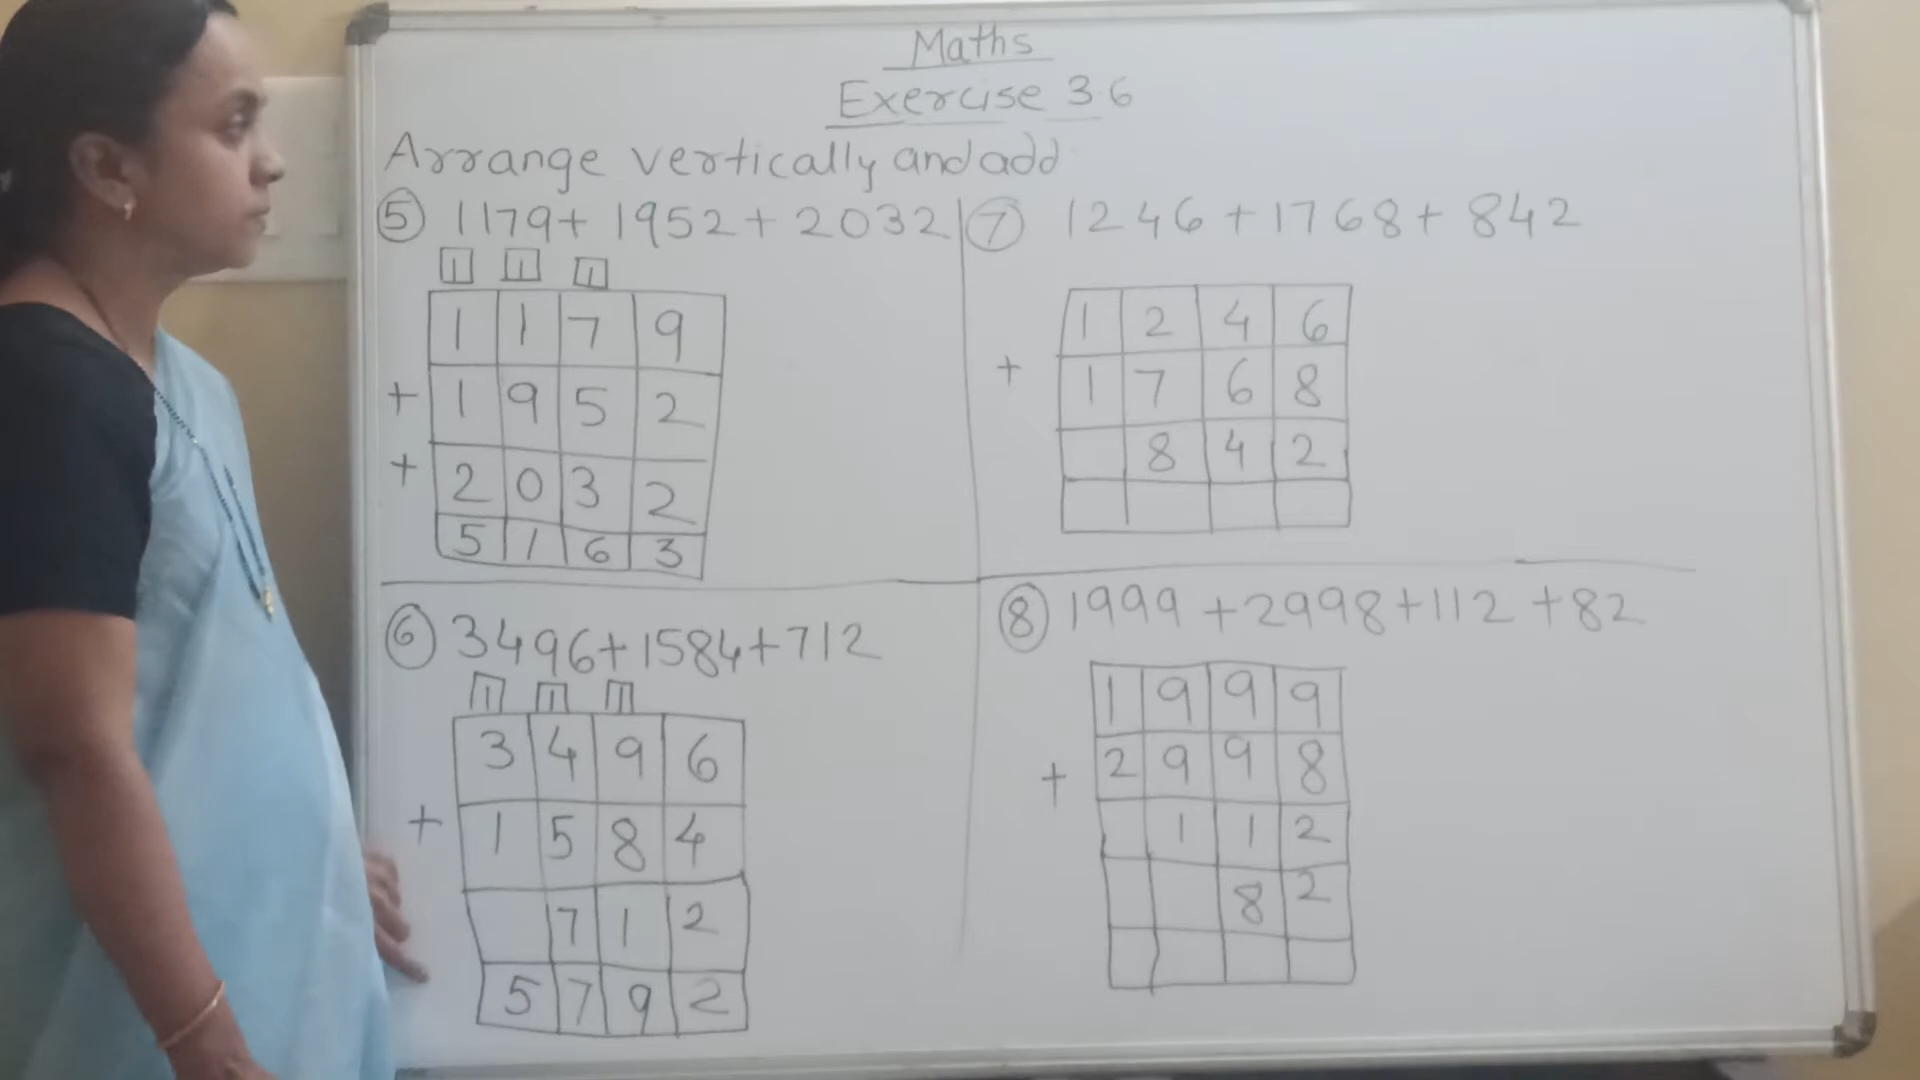 Maths
Exercise 3.6
Arrange vertically and add
⑤ 1179+ 1952+2032
1 1 1
1 1 7 9
+ 1 9 5 2
+ 2 0 3 2
5 1 6 3
⑥ 3496+1584+712
1 1 1
3 4 9 6
+ 1 5 8 4
7 1 2
5 7 9 2
⑦ 1246+1768+ 842
1 2 4 6
+ 1 7 6 8
8 4 2
⑧ 1999 +2998+112 +82
1 9 9 9
+ 2 9 9 8
1 1 2
8 2